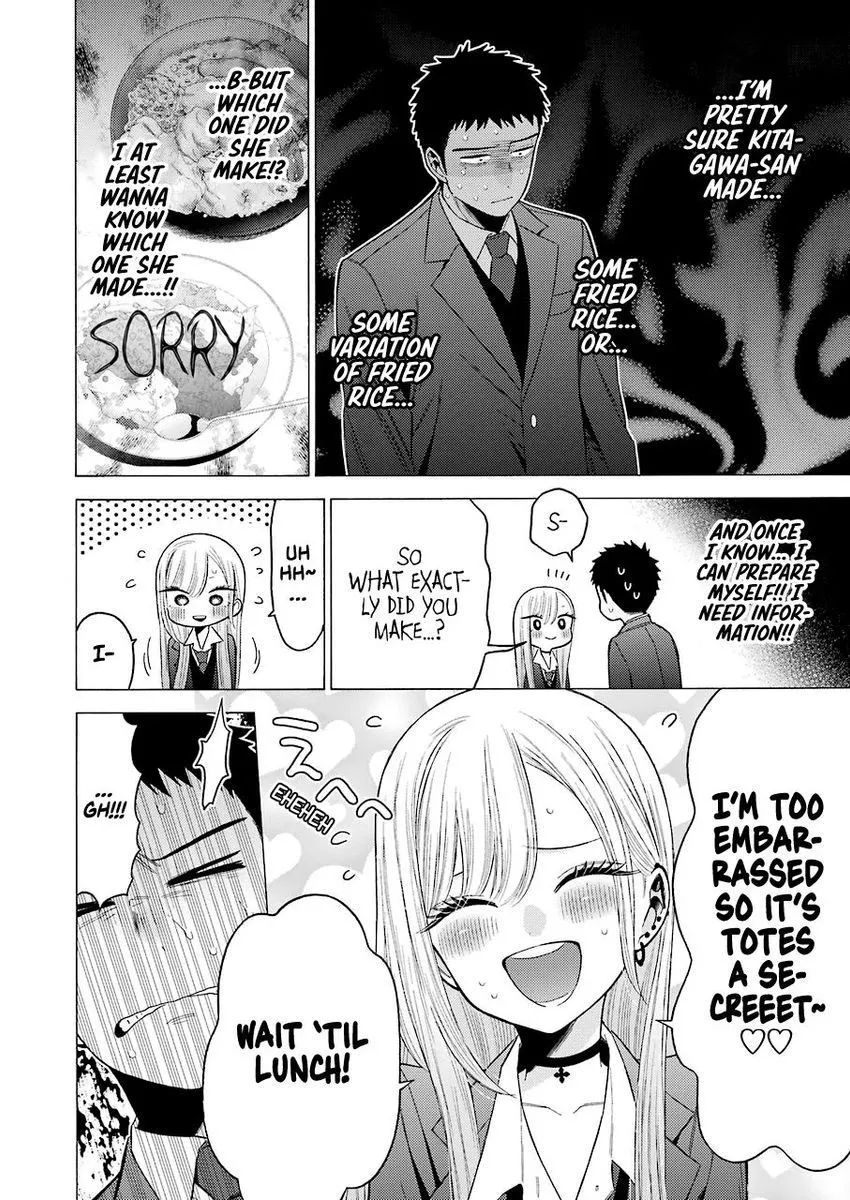 ...I'M
PRETTY
SURE KITA-
GAWA-SAN
MADE...
SOME
FRIED
RICE...
OR...
SOME
VARIATION
OF FRIED
RICE...
...B-BUT
WHICH
ONE DID
SHE
MAKE!?
I AT
LEAST
WANNA
KNOW
WHICH
ONE SHE
MADE...!!
SORRY
AND ONCE
I KNOW... I
CAN PREPARE
MYSELF!! I
NEED INFOR-
MATION!!
S-
SO
WHAT EXACT-
LY DID YOU
MAKE...?
UH
HH~
...
I-
I'M TOO
EMBAR-
RASSED
SO IT'S
TOTES
A SE-
CREEET~
♡♡
えへへ
EHEHEH
WAIT 'TIL
LUNCH!
...
GH!!!